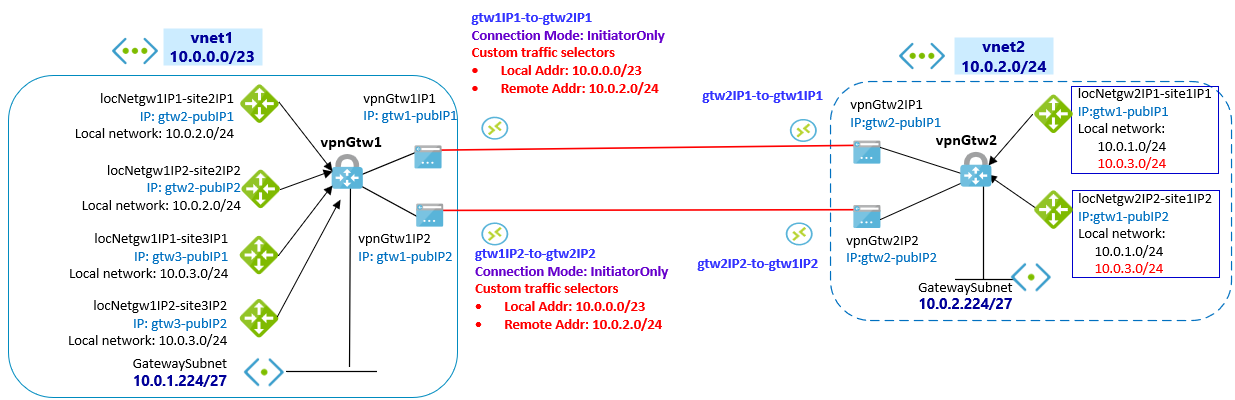 vnet1
10.0.0.0/23
locNetgw1IP1-site2IP1
IP: gtw2-pubIP1
Local network: 10.0.2.0/24
locNetgw1IP2-site2IP2
IP: gtw2-pubIP2
Local network: 10.0.2.0/24
locNetgw1IP1-site3IP1
IP: gtw3-pubIP1
Local network: 10.0.3.0/24
locNetgw1IP2-site3IP2
IP: gtw3-pubIP2
Local network: 10.0.3.0/24
GatewaySubnet
10.0.1.224/27
vpnGtw1
vpnGtw1IP1
IP: gtw1-pubIP1
vpnGtw1IP2
IP: gtw1-pubIP2
gtw1IP1-to-gtw2IP1
Connection Mode: InitiatorOnly
Custom traffic selectors
• Local Addr: 10.0.0.0/23
• Remote Addr: 10.0.2.0/24
gtw1IP2-to-gtw2IP2
Connection Mode: InitiatorOnly
Custom traffic selectors
• Local Addr: 10.0.0.0/23
• Remote Addr: 10.0.2.0/24
gtw2IP1-to-gtw1IP1
gtw2IP2-to-gtw1IP2
vnet2
10.0.2.0/24
vpnGtw2IP1
IP:gtw2-pubIP1
vpnGtw2
vpnGtw2IP2
IP:gtw2-pubIP2
GatewaySubnet
10.0.2.224/27
locNetgw2IP1-site1IP1
IP:gtw1-pubIP1
Local network:
10.0.1.0/24
10.0.3.0/24
locNetgw2IP2-site1IP2
IP:gtw1-pubIP2
Local network:
10.0.1.0/24
10.0.3.0/24